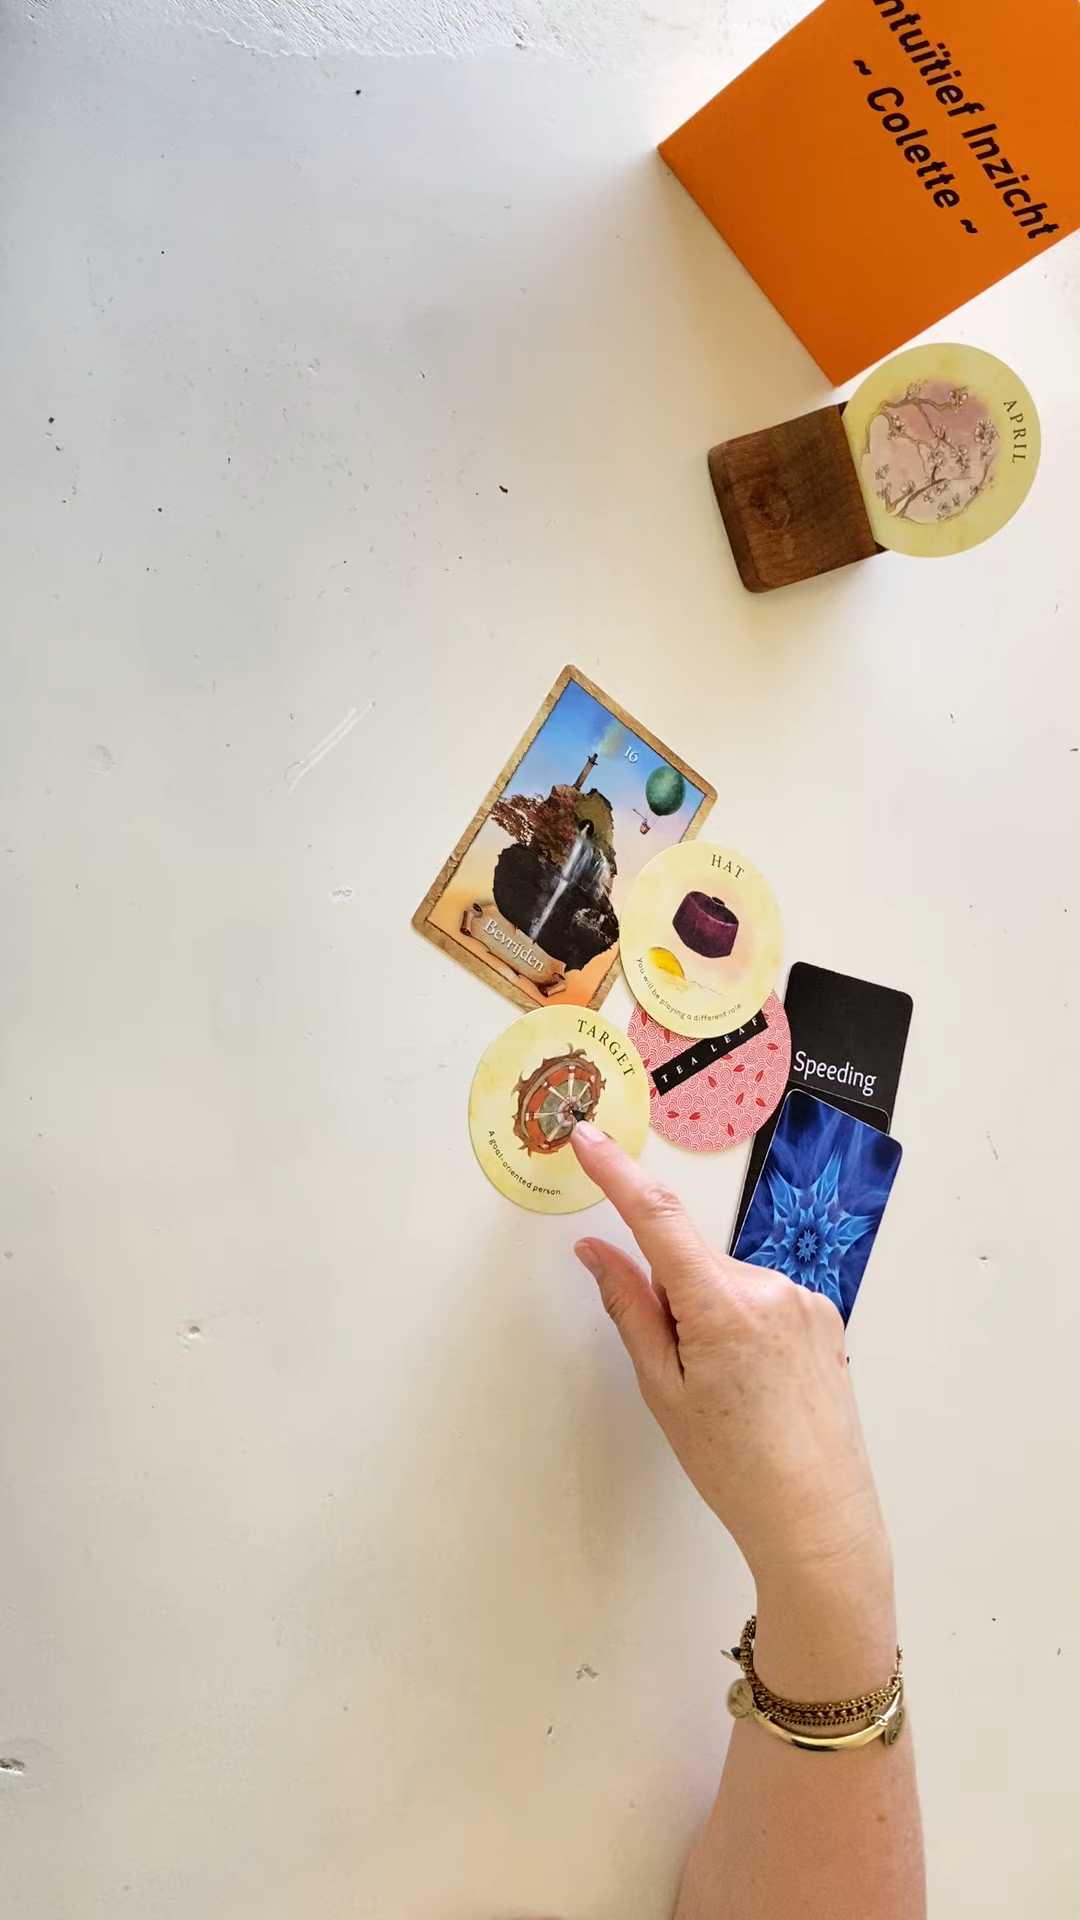 ntuïtief Inzicht
~ Colette ~
APRIL
16
Bevrijden
HAT
You will be playing a different role.
TEA LEAF
TARGET
A goal-oriented person.
Speeding